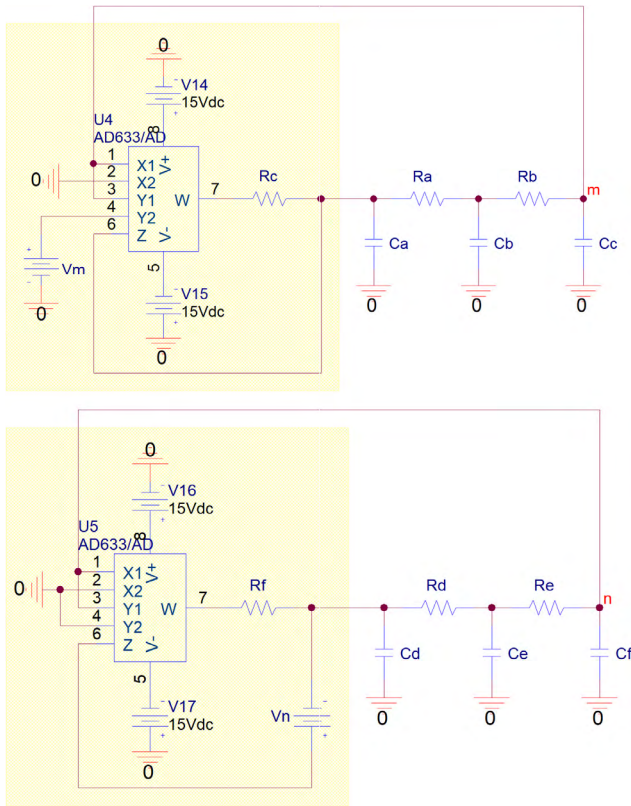 0
V14
15Vdc
U4
AD633/AD
8
1 X1 V+
2 X2
0
3 Y1 W 7 Rc Ra Rb m
4 Y2
6 Z V-
Ca Cb Cc
5
Vm
V15
15Vdc
0 0 0
0
0
0
V16
15Vdc
U5
AD633/AD
8
1 X1 V+
0 2 X2
3 Y1 W 7 Rf Rd Re n
4 Y2
6 Z V-
Cd Ce Cf
5
V17
15Vdc
Vn
0 0 0
0